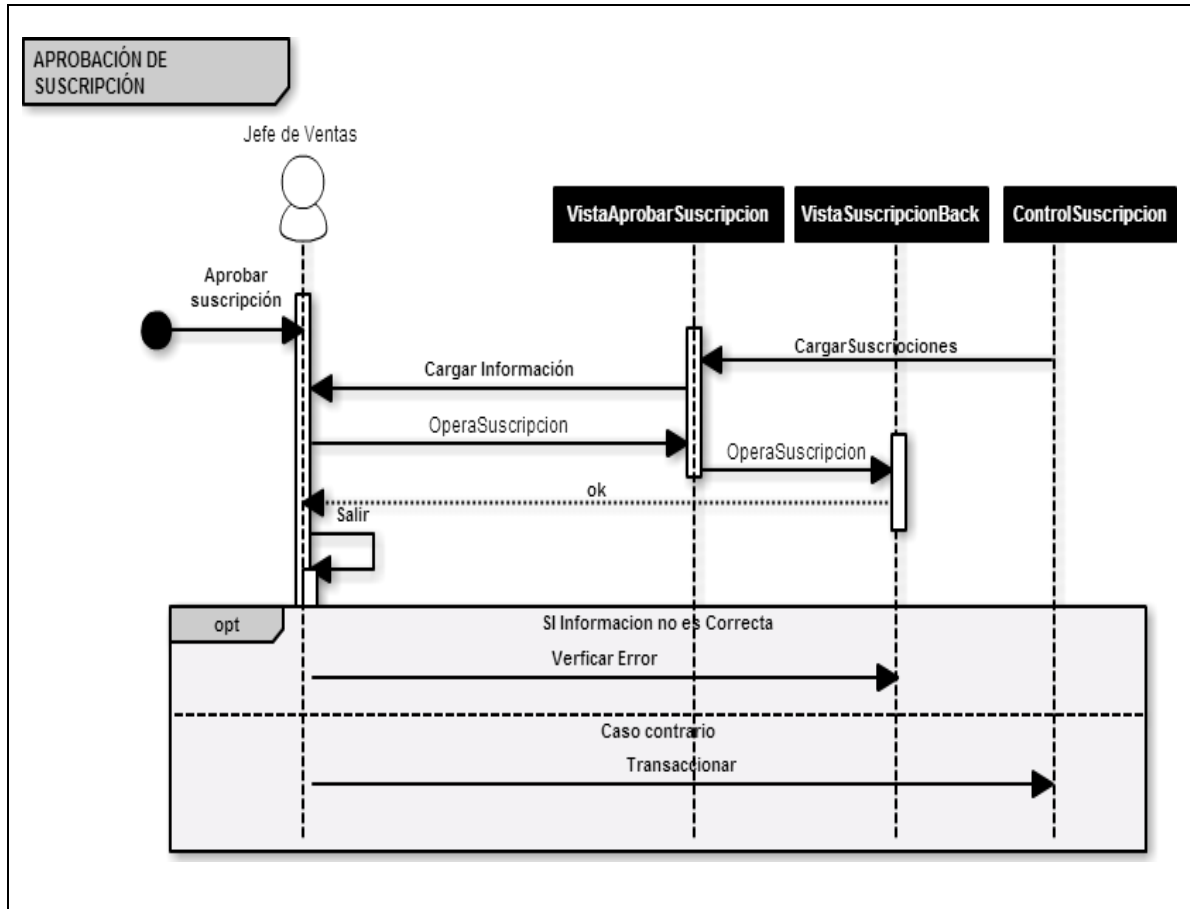 APROBACIÓN DE
SUSCRIPCIÓN
Jefe de Ventas
VistaAprobarSuscripcion
VistaSuscripcionBack
ControlSuscripcion
Aprobar
suscripción
CargarSuscriociones
Cargar Información
OperaSuscripcion
OperaSuscripcion
ok
Salir
opt
SI Informacion no es Correcta
Verficar Error
Caso contrario
Transaccionar